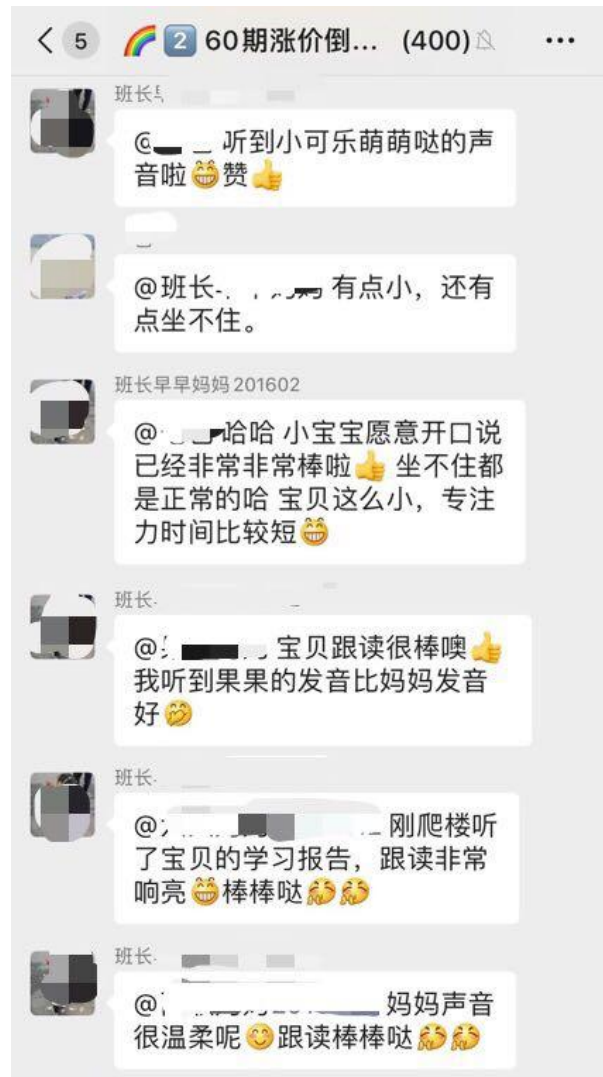 5 🌈2️⃣60期涨价倒... (400)
班长
@ 听到小可乐萌萌哒的声
音啦😁赞👍
@班长 有点小，还有
点坐不住。
班长早早妈妈201602
@ 哈哈 小宝宝愿意开口说
已经非常非常棒啦👍 坐不住都
是正常的哈 宝贝这么小，专注
力时间比较短😁
班长
@ 宝贝跟读很棒噢👍
我听到果果的发音比妈妈发音
好🤭
班长
@ 刚爬楼听
了宝贝的学习报告，跟读非常
响亮😁棒棒哒🥳🥳
班长
@ 妈妈声音
很温柔呢😊跟读棒棒哒🥳🥳